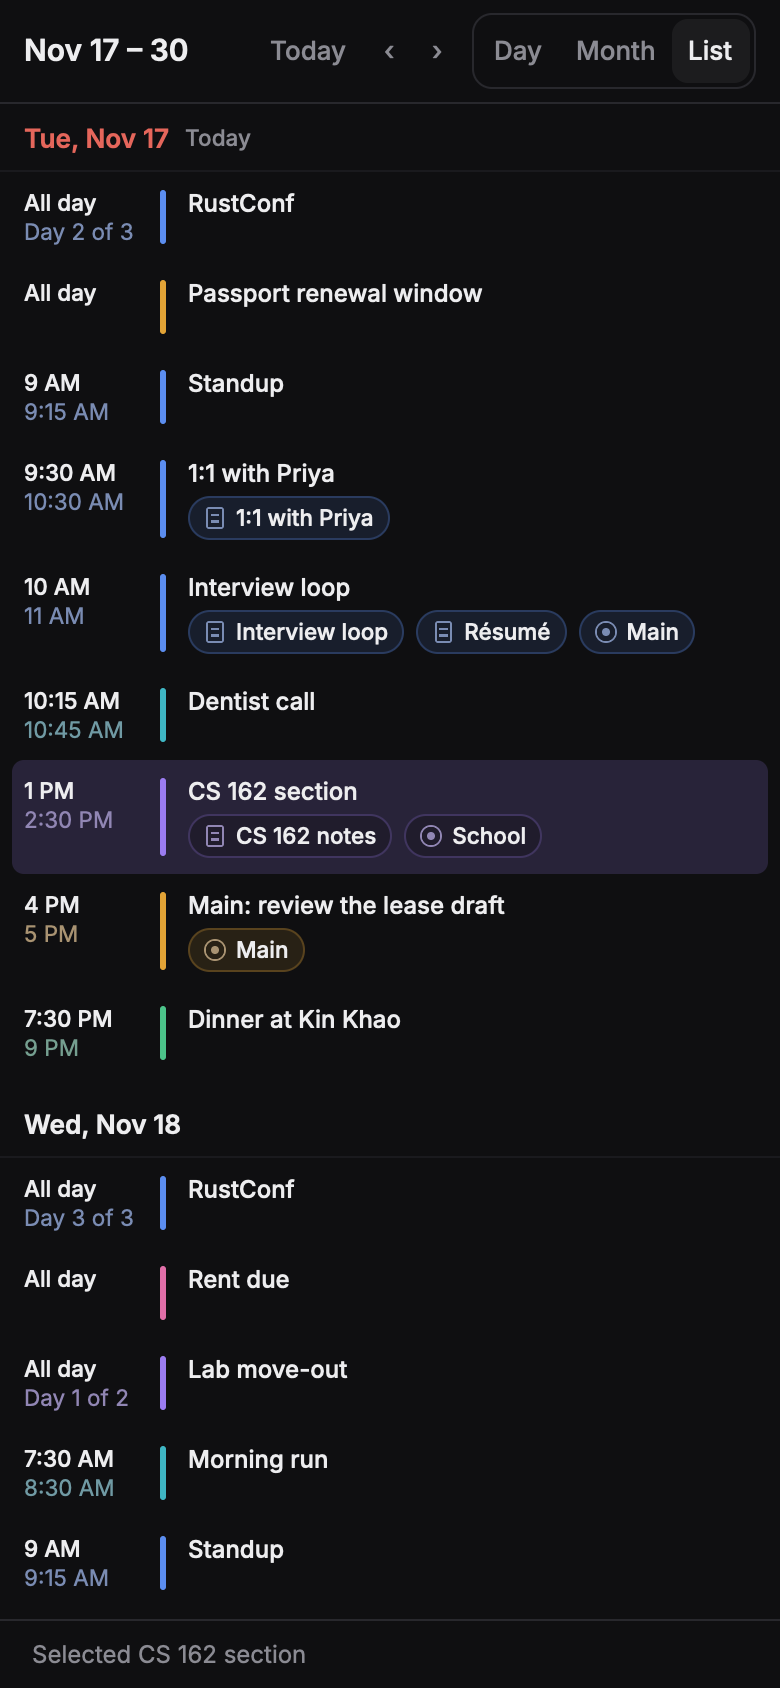 Nov 17 – 30 Today ‹ › Day Month List
Tue, Nov 17 Today
All day RustConf
Day 2 of 3
All day Passport renewal window
9 AM Standup
9:15 AM
9:30 AM 1:1 with Priya
10:30 AM 1:1 with Priya
10 AM Interview loop
11 AM Interview loop Résumé Main
10:15 AM Dentist call
10:45 AM
1 PM CS 162 section
2:30 PM CS 162 notes School
4 PM Main: review the lease draft
5 PM Main
7:30 PM Dinner at Kin Khao
9 PM
Wed, Nov 18
All day RustConf
Day 3 of 3
All day Rent due
All day Lab move-out
Day 1 of 2
7:30 AM Morning run
8:30 AM
9 AM Standup
9:15 AM
Selected CS 162 section